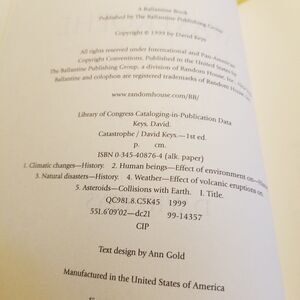 A Ballantine Book
Published by The Ballantine Publishing Group
Copyright © 1999 by David Keys
All rights reserved under International and Pan-American
Copyright Conventions. Published in the United States by
The Ballantine Publishing Group, a division of Random House, Inc.
Ballantine and colophon are registered trademarks of Random House
www.randomhouse.com/BB/
Library of Congress Cataloging-in-Publication Data
Keys, David.
Catastrophe / David Keys.—1st ed.
p. cm.
ISBN 0-345-40876-4 (alk. paper)
1. Climatic changes—History. 2. Human beings—Effect of environment on—
3. Natural disasters—History. 4. Weather—Effect of volcanic eruptions on.
5. Asteroids—Collisions with Earth. I. Title.
QC981.8.C5K45 1999
551.6'09'02—dc21 99-14357
CIP
Text design by Ann Gold
Manufactured in the United States of America